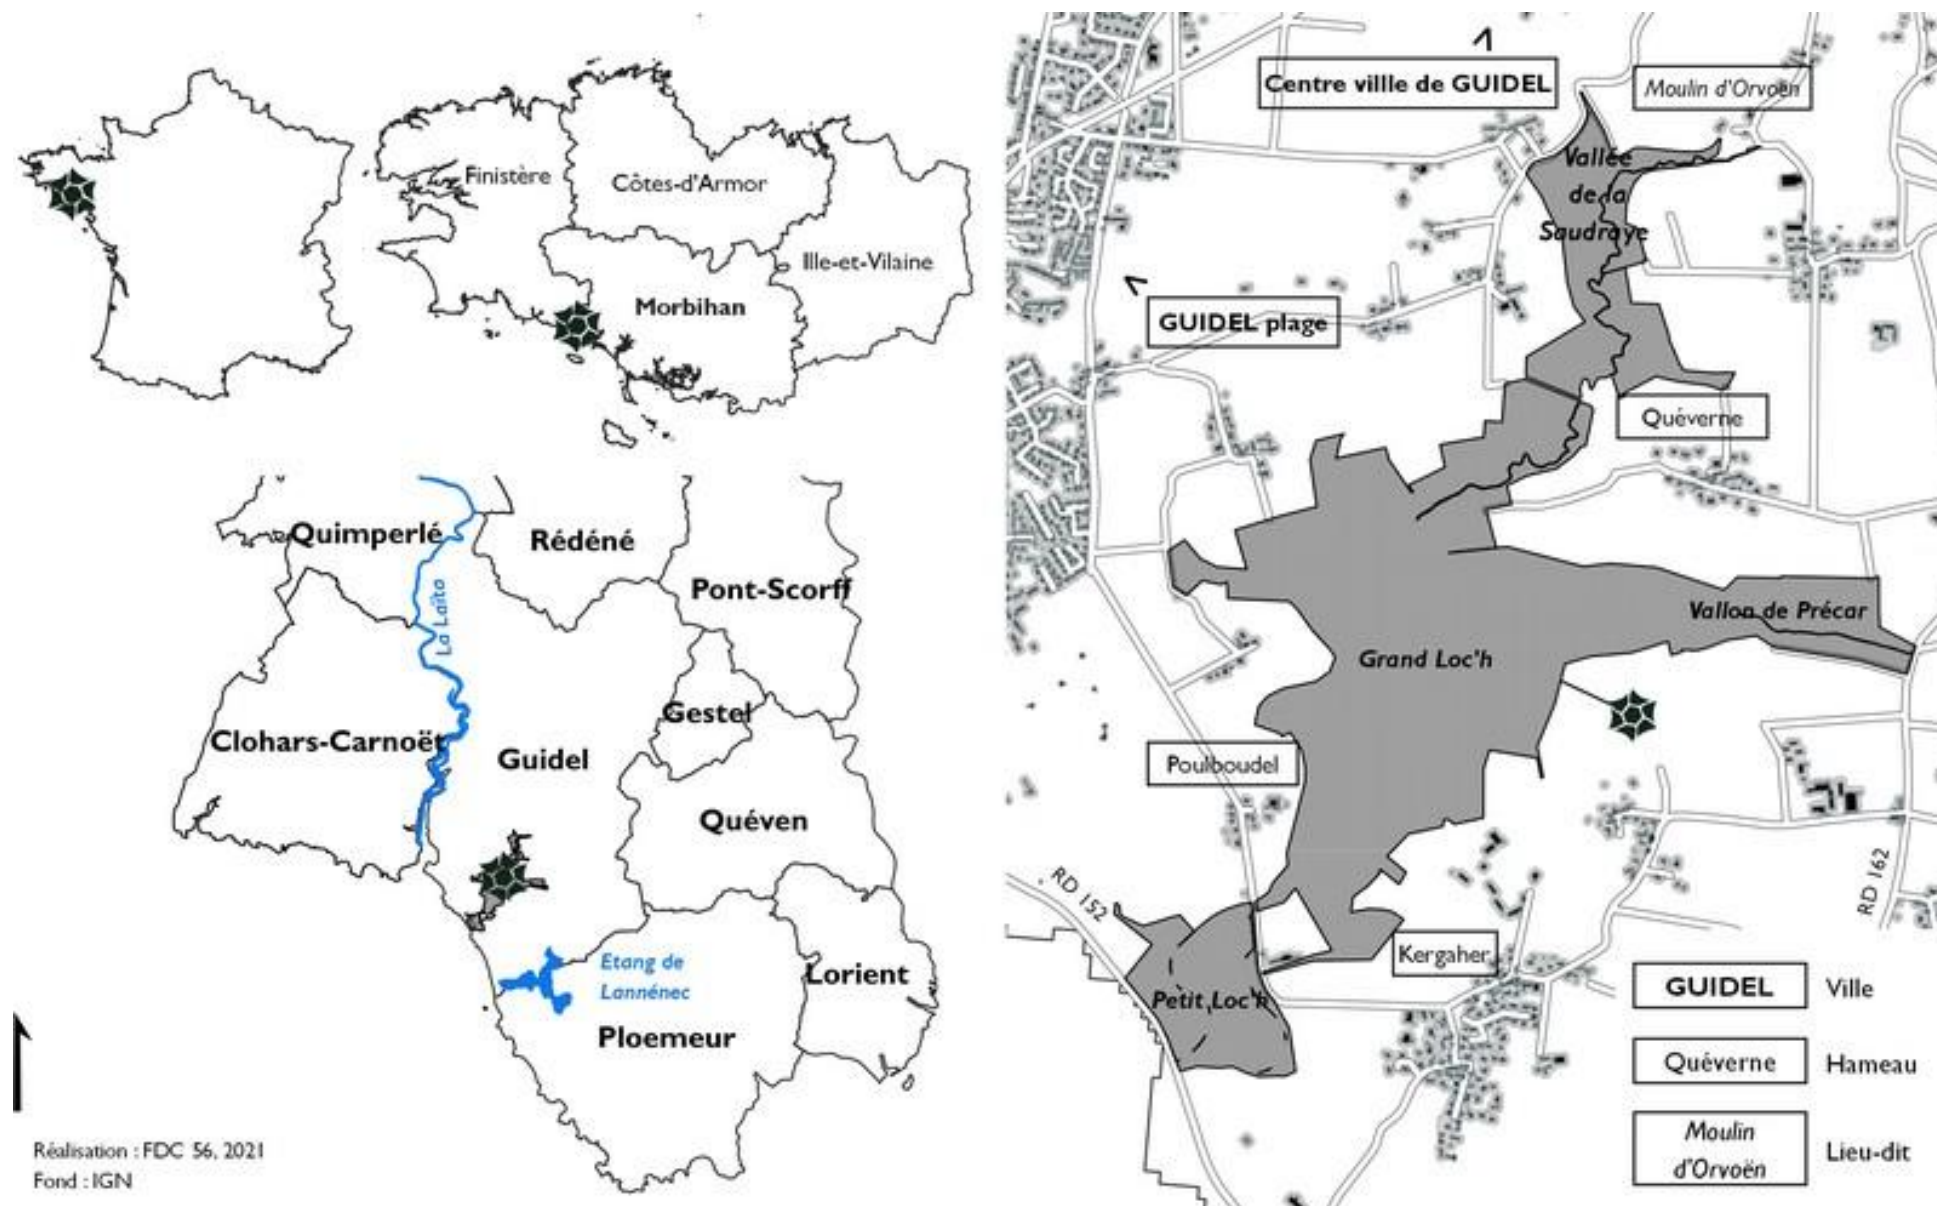 Finistère
Côtes-d'Armor
Ille-et-Vilaine
Morbihan
Quimperlé
Rédéné
Pont-Scorff
La Laïta
Clohars-Carnoët
Gestel
Guidel
Quéven
Etang de
Lannénec
Lorient
Ploemeur
Réalisation : FDC 56, 2021
Fond : IGN
Centre villle de GUIDEL
Moulin d'Orvoën
Vallée
de la
Saudraye
GUIDEL plage
Quéverne
Vallon de Précar
Grand Loc'h
Poulboudel
RD 152
RD 162
Kergaher
Petit Loc'h
GUIDEL Ville
Quéverne Hameau
Moulin
d'Orvoën Lieu-dit